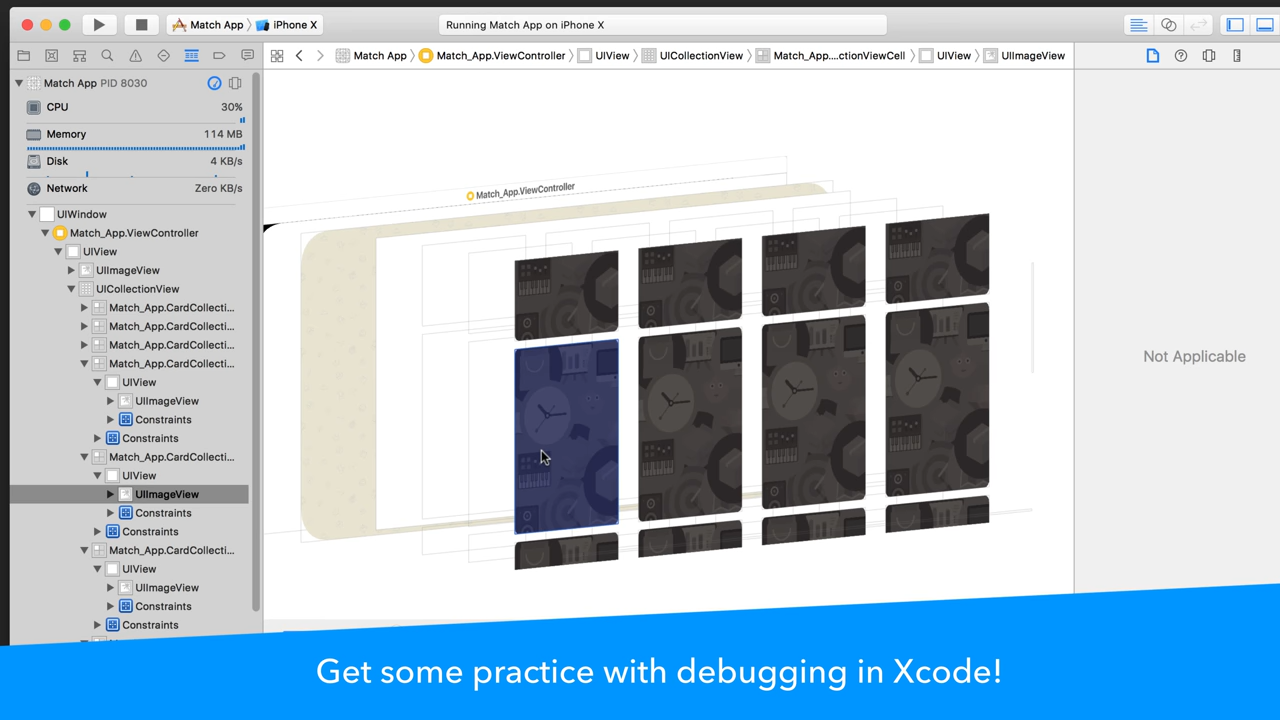 Match App
iPhone X
Running Match App on iPhone X
Match App
Match_App.ViewController
UIView
UICollectionView
Match_App....ctionViewCell
UIView
UIImageView
Match App PID 8030
CPU 30%
Memory 114 MB
Disk 4 KB/s
Network Zero KB/s
UIWindow
Match_App.ViewController
UIView
UIImageView
UICollectionView
Match_App.CardCollecti...
Match_App.CardCollecti...
Match_App.CardCollecti...
Match_App.CardCollecti...
UIView
UIImageView
Constraints
Constraints
Match_App.CardCollecti...
UIView
UIImageView
Constraints
Constraints
Match_App.CardCollecti...
UIView
UIImageView
Constraints
Constraints
Match_App.ViewController
Not Applicable
Get some practice with debugging in Xcode!